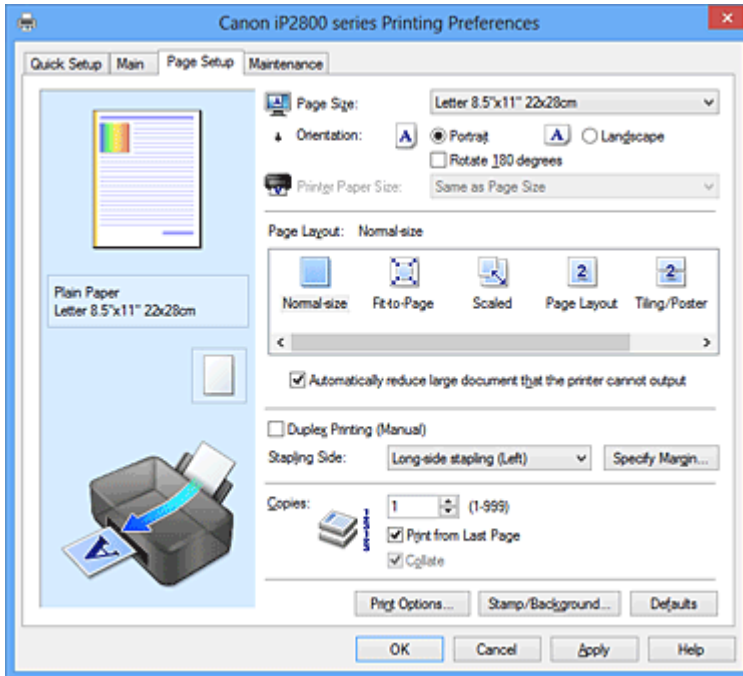 Canon iP2800 series Printing Preferences
Quick Setup Main Page Setup Maintenance
Page Size: Letter 8.5"x11" 22x28cm
Orientation: A Portrait A Landscape
Rotate 180 degrees
Printer Paper Size: Same as Page Size
Page Layout: Normal-size
2 2
Normal-size Fit-to-Page Scaled Page Layout Tiling/Poster
Plain Paper
Letter 8.5"x11" 22x28cm
Automatically reduce large document that the printer cannot output
Duplex Printing (Manual)
Stapling Side: Long-side stapling (Left) Specify Margin...
Copies: 1 (1-999)
Print from Last Page
Collate
A
Print Options... Stamp/Background... Defaults
OK Cancel Apply Help